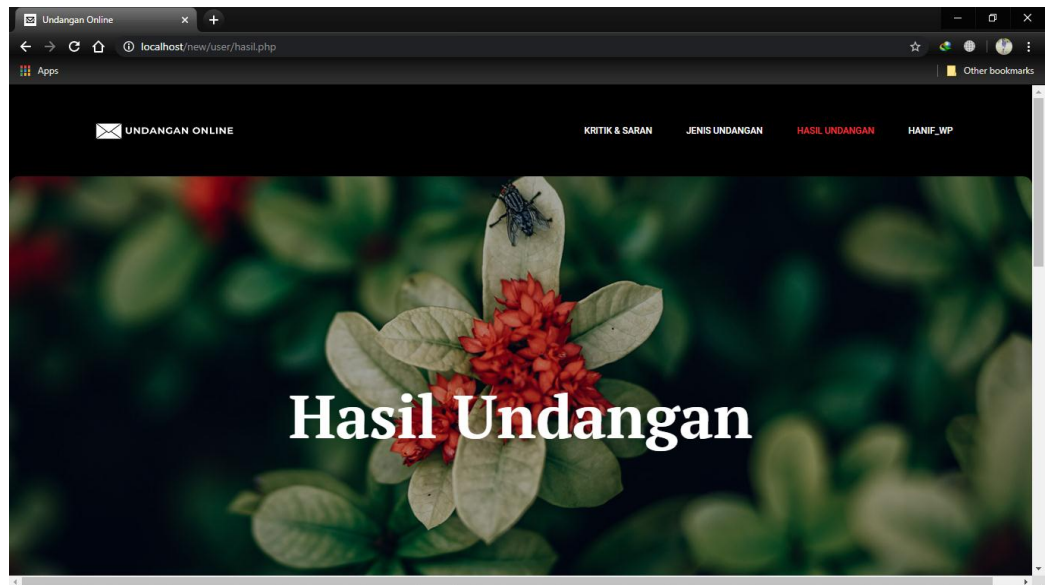 Undangan Online
localhost/new/user/hasil.php
Apps
Other bookmarks
UNDANGAN ONLINE
KRITIK & SARAN
JENIS UNDANGAN
HASIL UNDANGAN
HANIF_WP
Hasil Undangan